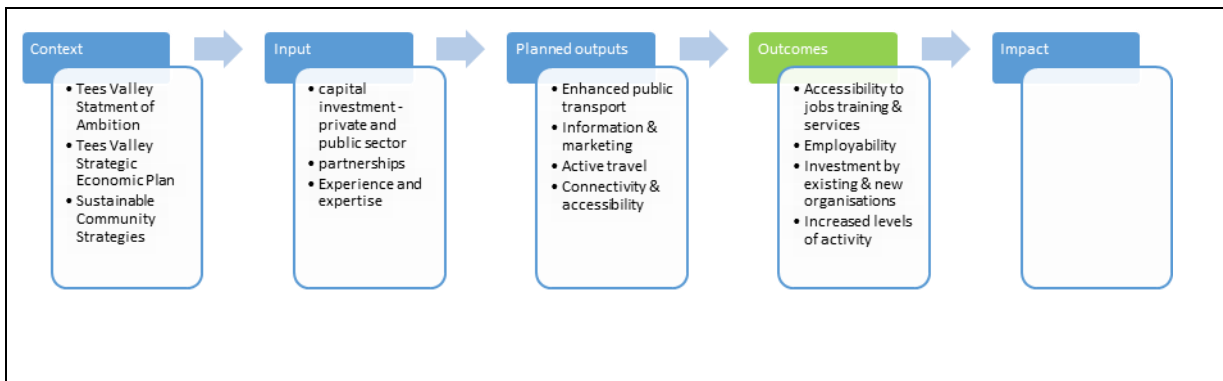 Context
• Tees Valley
Statment of
Ambition
• Tees Valley
Strategic
Economic Plan
• Sustainable
Community
Strategies
Input
• capital
investment-
private and
public sector
• partnerships
• Experience and
expertise
Planned outputs
• Enhanced public
transport
• Information &
marketing
• Active travel
• Connectivity &
accessibility
Outcomes
• Accessibility to
jobs training &
services
• Employability
• Investment by
existing & new
organisations
• Increased levels
of activity
Impact